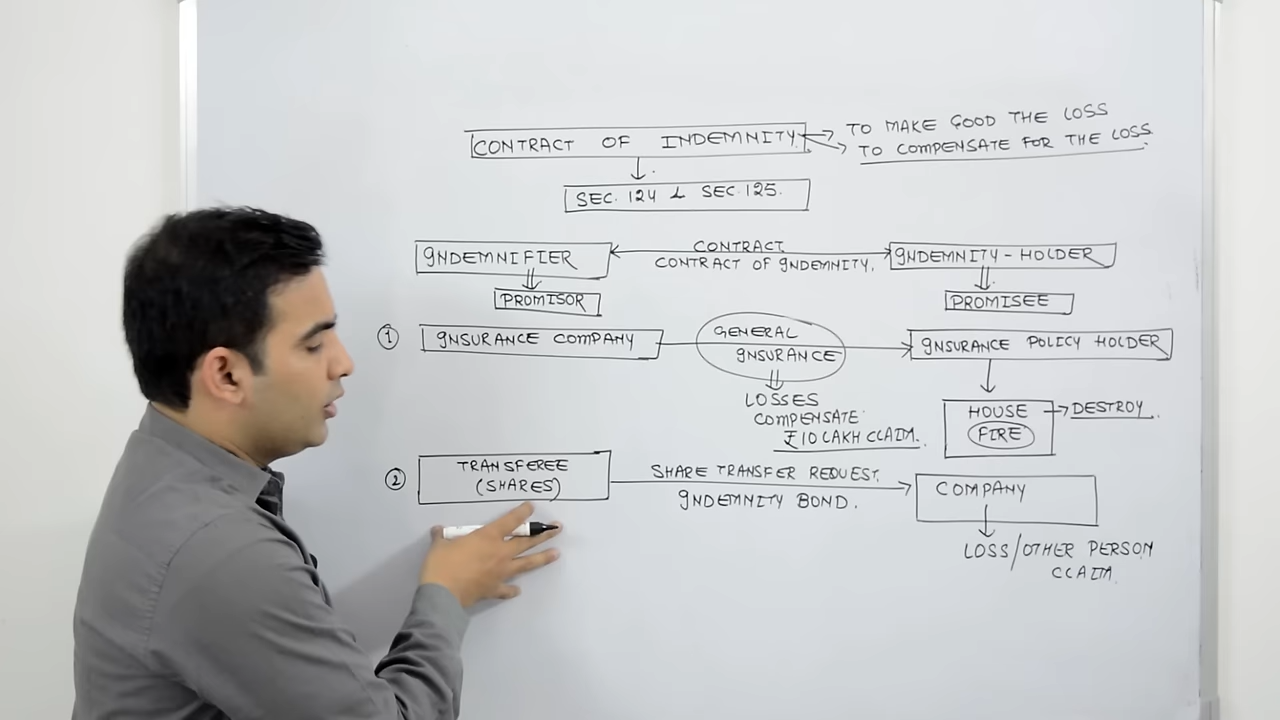 CONTRACT OF INDEMNITY
TO MAKE GOOD THE LOSS
TO COMPENSATE FOR THE LOSS.
SEC. 124 & SEC. 125.
INDEMNIFIER
CONTRACT
CONTRACT OF INDEMNITY.
INDEMNITY-HOLDER
PROMISOR
PROMISEE
① INSURANCE COMPANY
GENERAL
INSURANCE
INSURANCE POLICY HOLDER
LOSSES
COMPENSATE
₹10 LAKH CLAIM.
HOUSE
FIRE
DESTROY.
② TRANSFEREE
(SHARES)
SHARE TRANSFER REQUEST.
INDEMNITY BOND.
COMPANY
LOSS/OTHER PERSON
CLAIM.